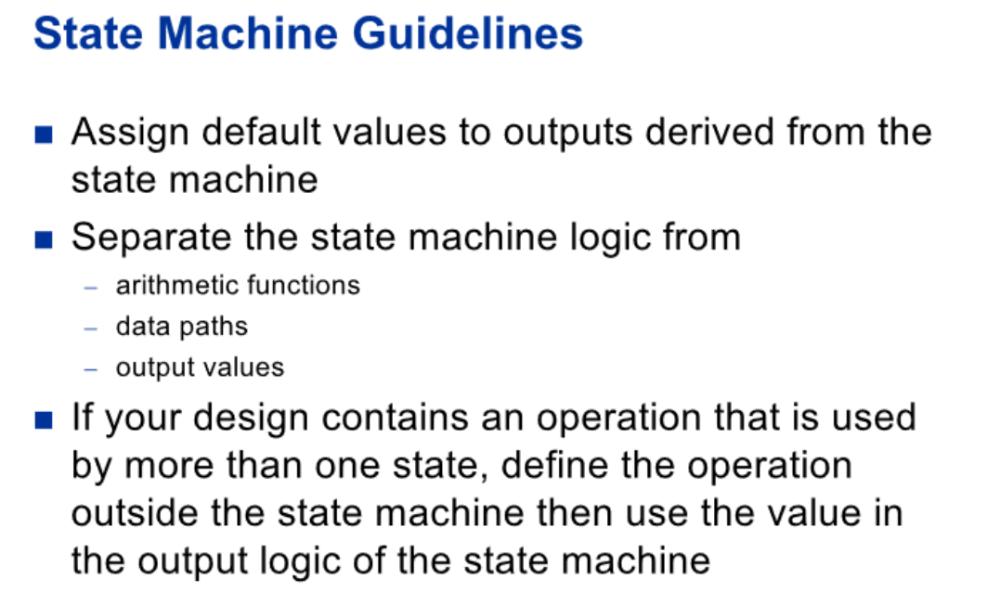 State Machine Guidelines
■ Assign default values to outputs derived from the
state machine
■ Separate the state machine logic from
– arithmetic functions
– data paths
– output values
■ If your design contains an operation that is used
by more than one state, define the operation
outside the state machine then use the value in
the output logic of the state machine